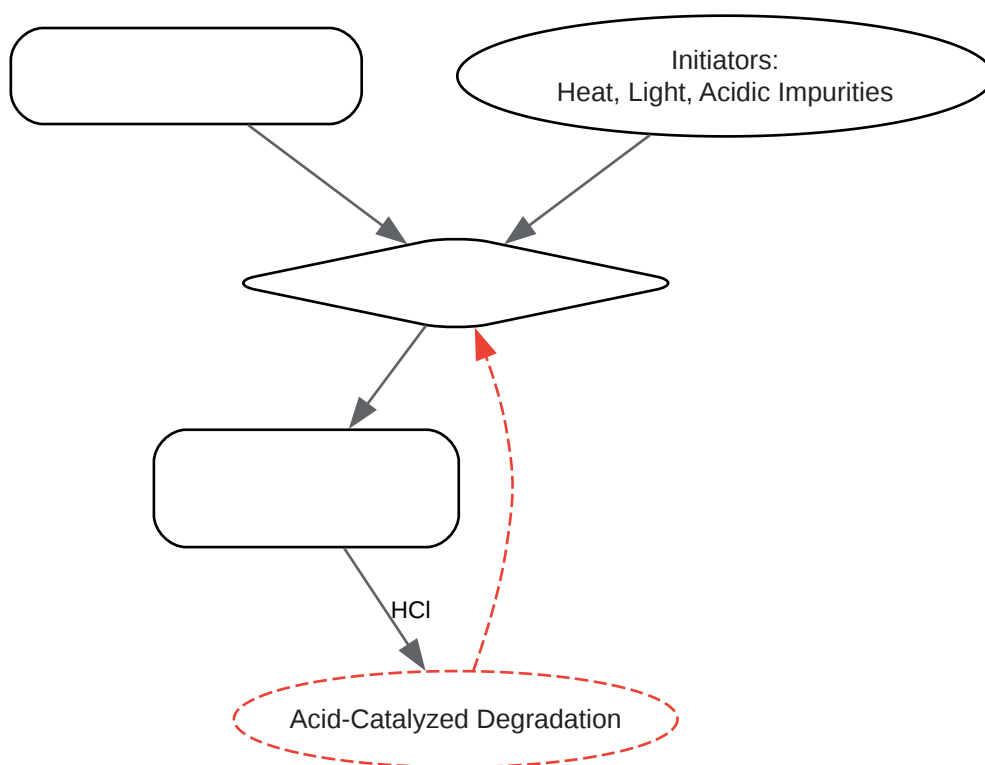 Initiators:
Heat, Light, Acidic Impurities
HCl
Acid-Catalyzed Degradation